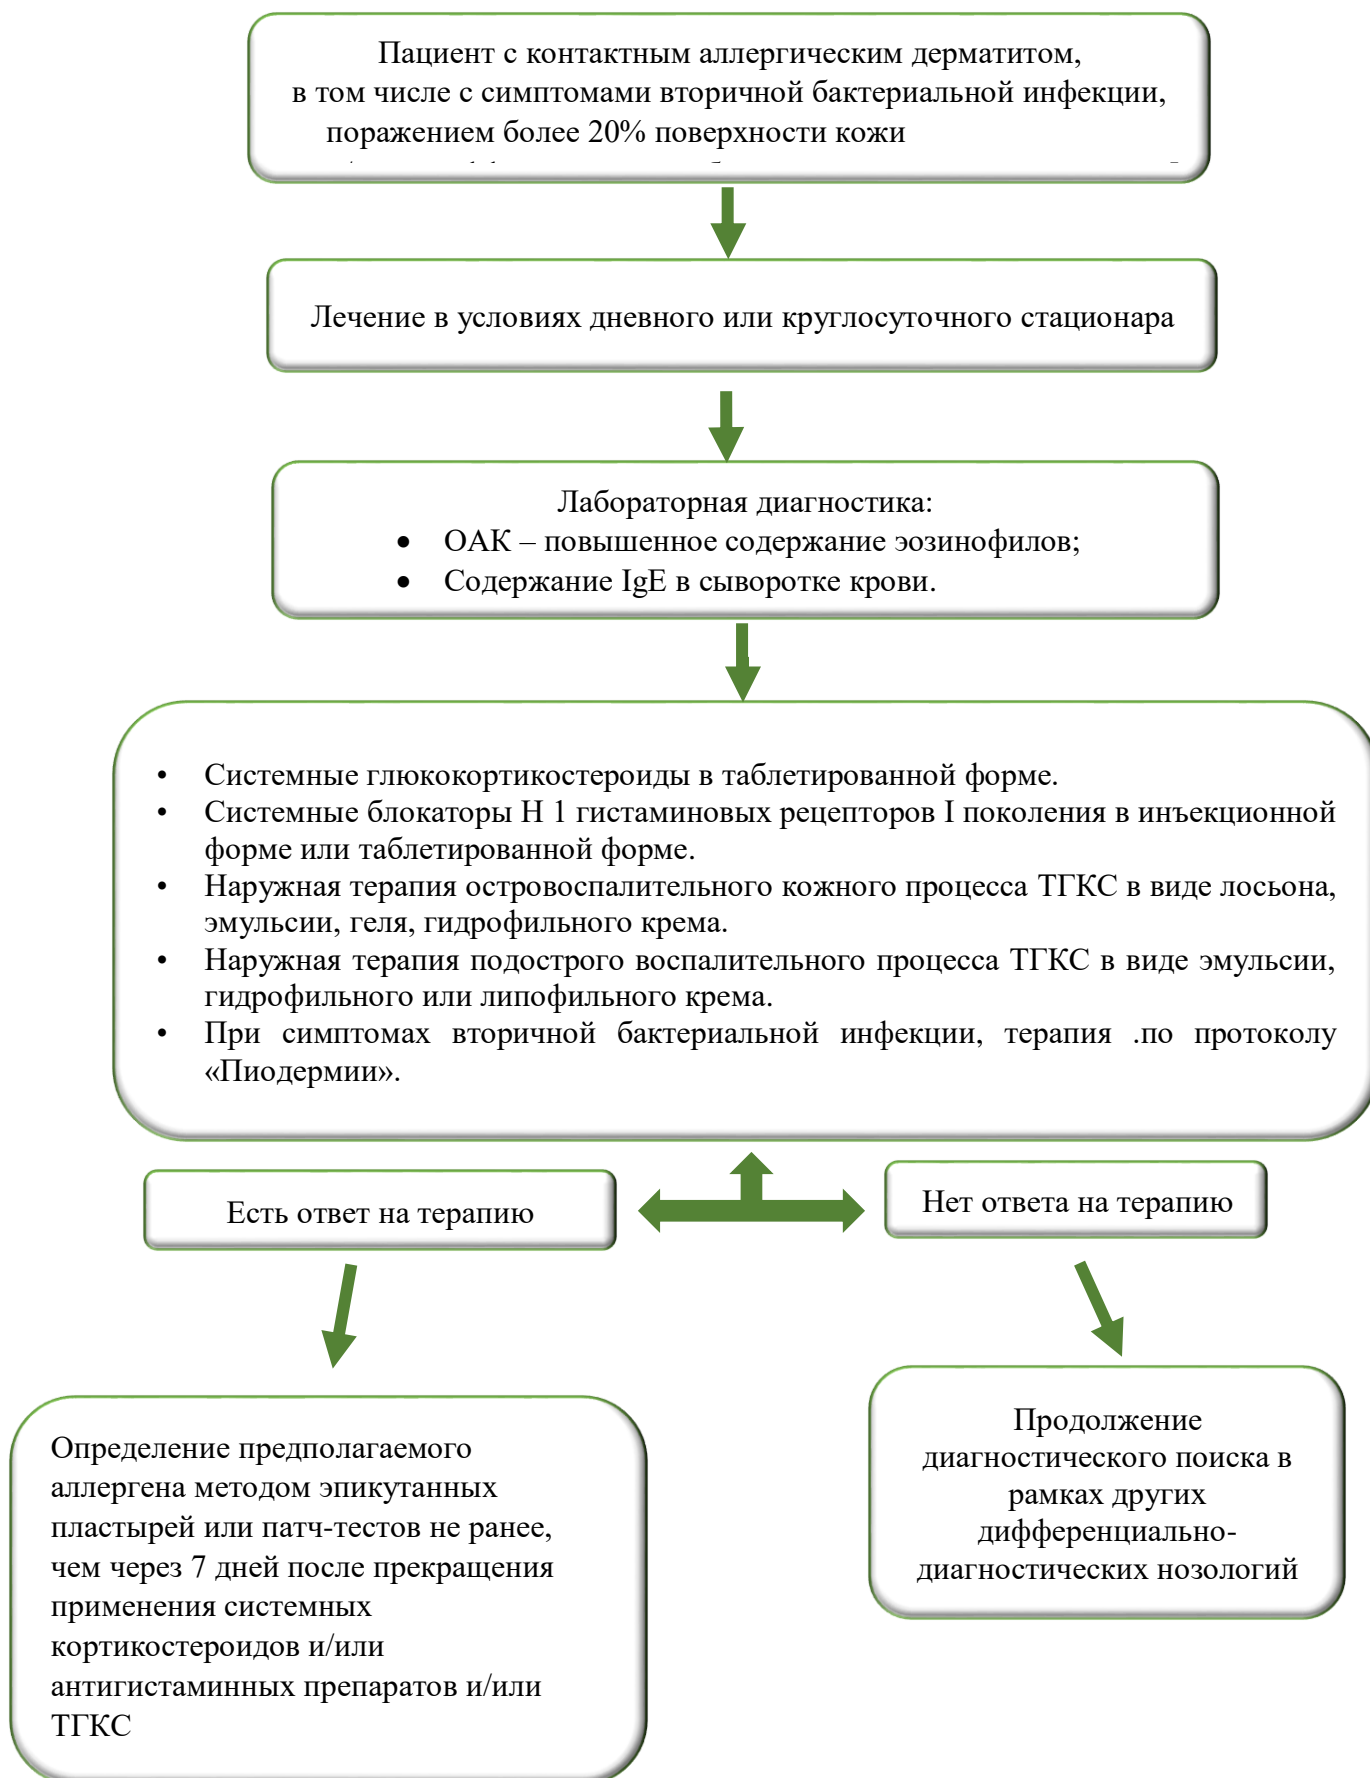 Пациент с контактным аллергическим дерматитом,
в том числе с симптомами вторичной бактериальной инфекции,
поражением более 20% поверхности кожи
Лечение в условиях дневного или круглосуточного стационара
Лабораторная диагностика:
• ОАК – повышенное содержание эозинофилов;
• Содержание IgE в сыворотке крови.
• Системные глюкокортикостероиды в таблетированной форме.
• Системные блокаторы Н 1 гистаминовых рецепторов I поколения в инъекционной
форме или таблетированной форме.
• Наружная терапия островоспалительного кожного процесса ТГКС в виде лосьона,
эмульсии, геля, гидрофильного крема.
• Наружная терапия подострого воспалительного процесса ТГКС в виде эмульсии,
гидрофильного или липофильного крема.
• При симптомах вторичной бактериальной инфекции, терапия .по протоколу
«Пиодермии».
Есть ответ на терапию
Нет ответа на терапию
Определение предполагаемого
аллергена методом эпикутанных
пластырей или патч-тестов не ранее,
чем через 7 дней после прекращения
применения системных
кортикостероидов и/или
антигистаминных препаратов и/или
ТГКС
Продолжение
диагностического поиска в
рамках других
дифференциально-
диагностических нозологий